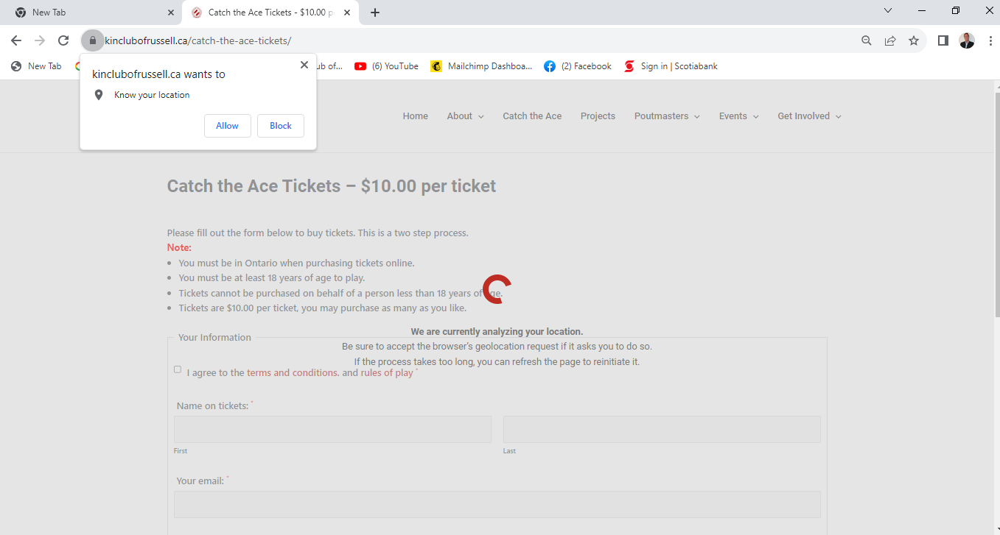 New Tab
Catch the Ace Tickets - $10.00 p
kinclubofrussell.ca/catch-the-ace-tickets/
New Tab
ub of...
(6) YouTube
Mailchimp Dashboa...
(2) Facebook
Sign in | Scotiabank
kinclubofrussell.ca wants to
Know your location
Allow
Block
Home
About
Catch the Ace
Projects
Poutmasters
Events
Get Involved
Catch the Ace Tickets – $10.00 per ticket
Please fill out the form below to buy tickets. This is a two step process.
Note:
• You must be in Ontario when purchasing tickets online.
• You must be at least 18 years of age to play.
• Tickets cannot be purchased on behalf of a person less than 18 years of age.
• Tickets are $10.00 per ticket, you may purchase as many as you like.
We are currently analyzing your location.
Be sure to accept the browser's geolocation request if it asks you to do so.
If the process takes too long, you can refresh the page to reinitiate it.
Your Information
I agree to the terms and conditions. and rules of play *
Name on tickets: *
First
Last
Your email: *